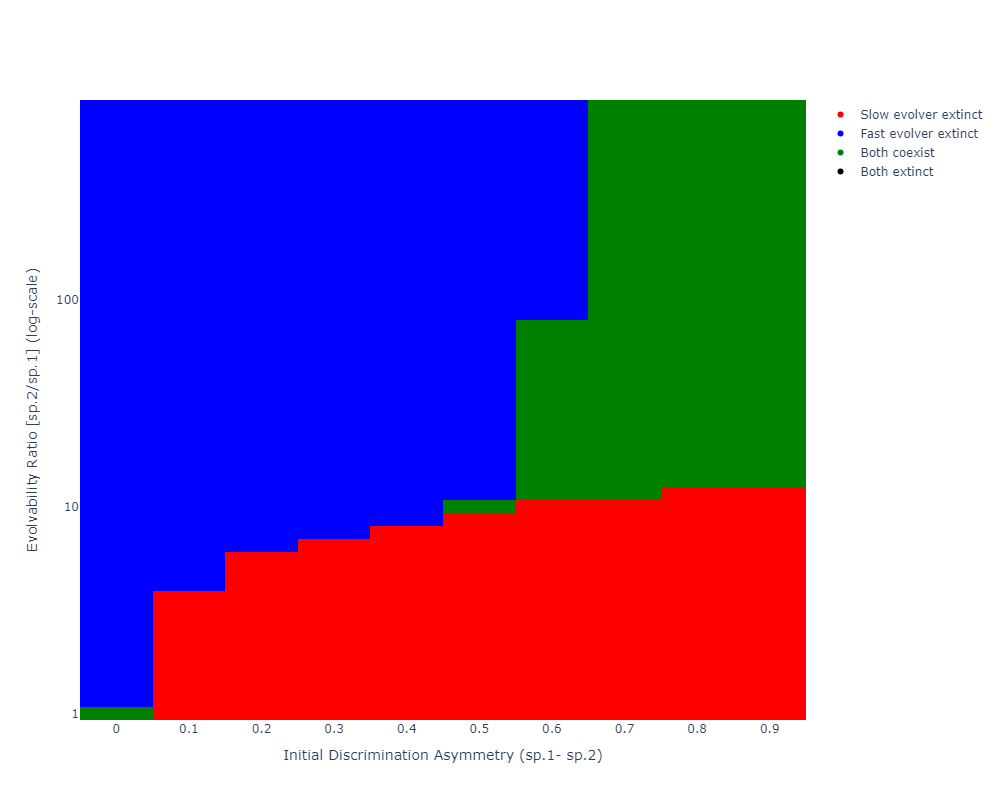 Slow evolver extinct
Fast evolver extinct
Both coexist
Both extinct
Evolvability Ratio [sp.2/sp.1] (log-scale)
100
10
1
0 0.1 0.2 0.3 0.4 0.5 0.6 0.7 0.8 0.9
Initial Discrimination Asymmetry (sp.1- sp.2)